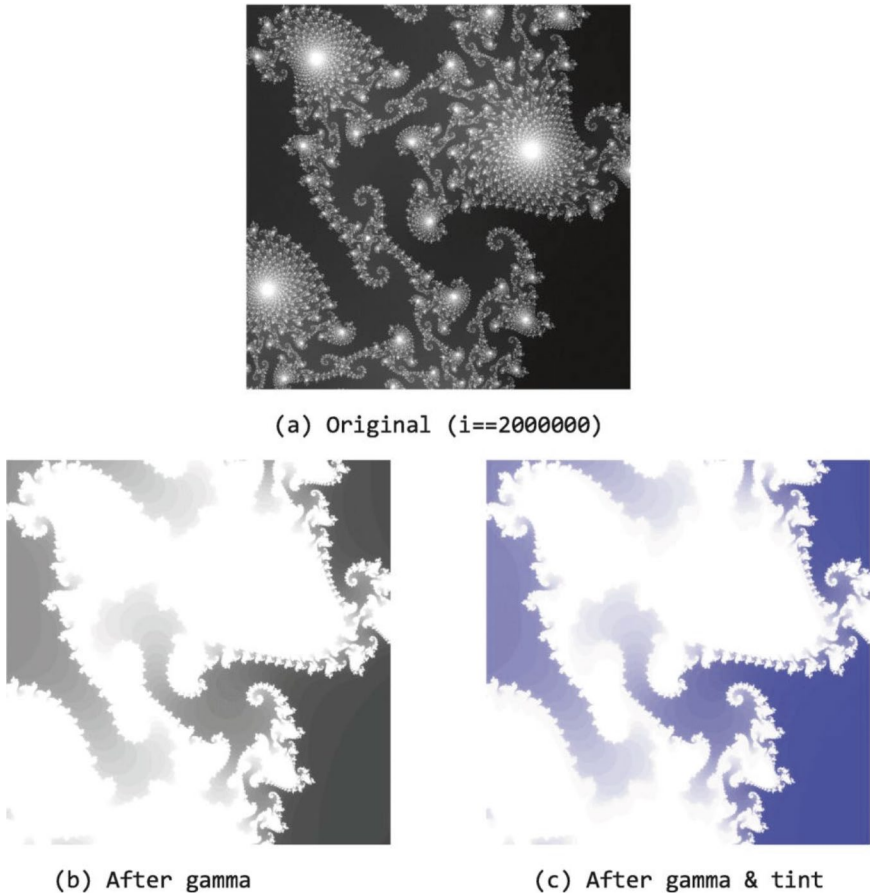 (a) Original (i==2000000)
(b) After gamma
(c) After gamma & tint